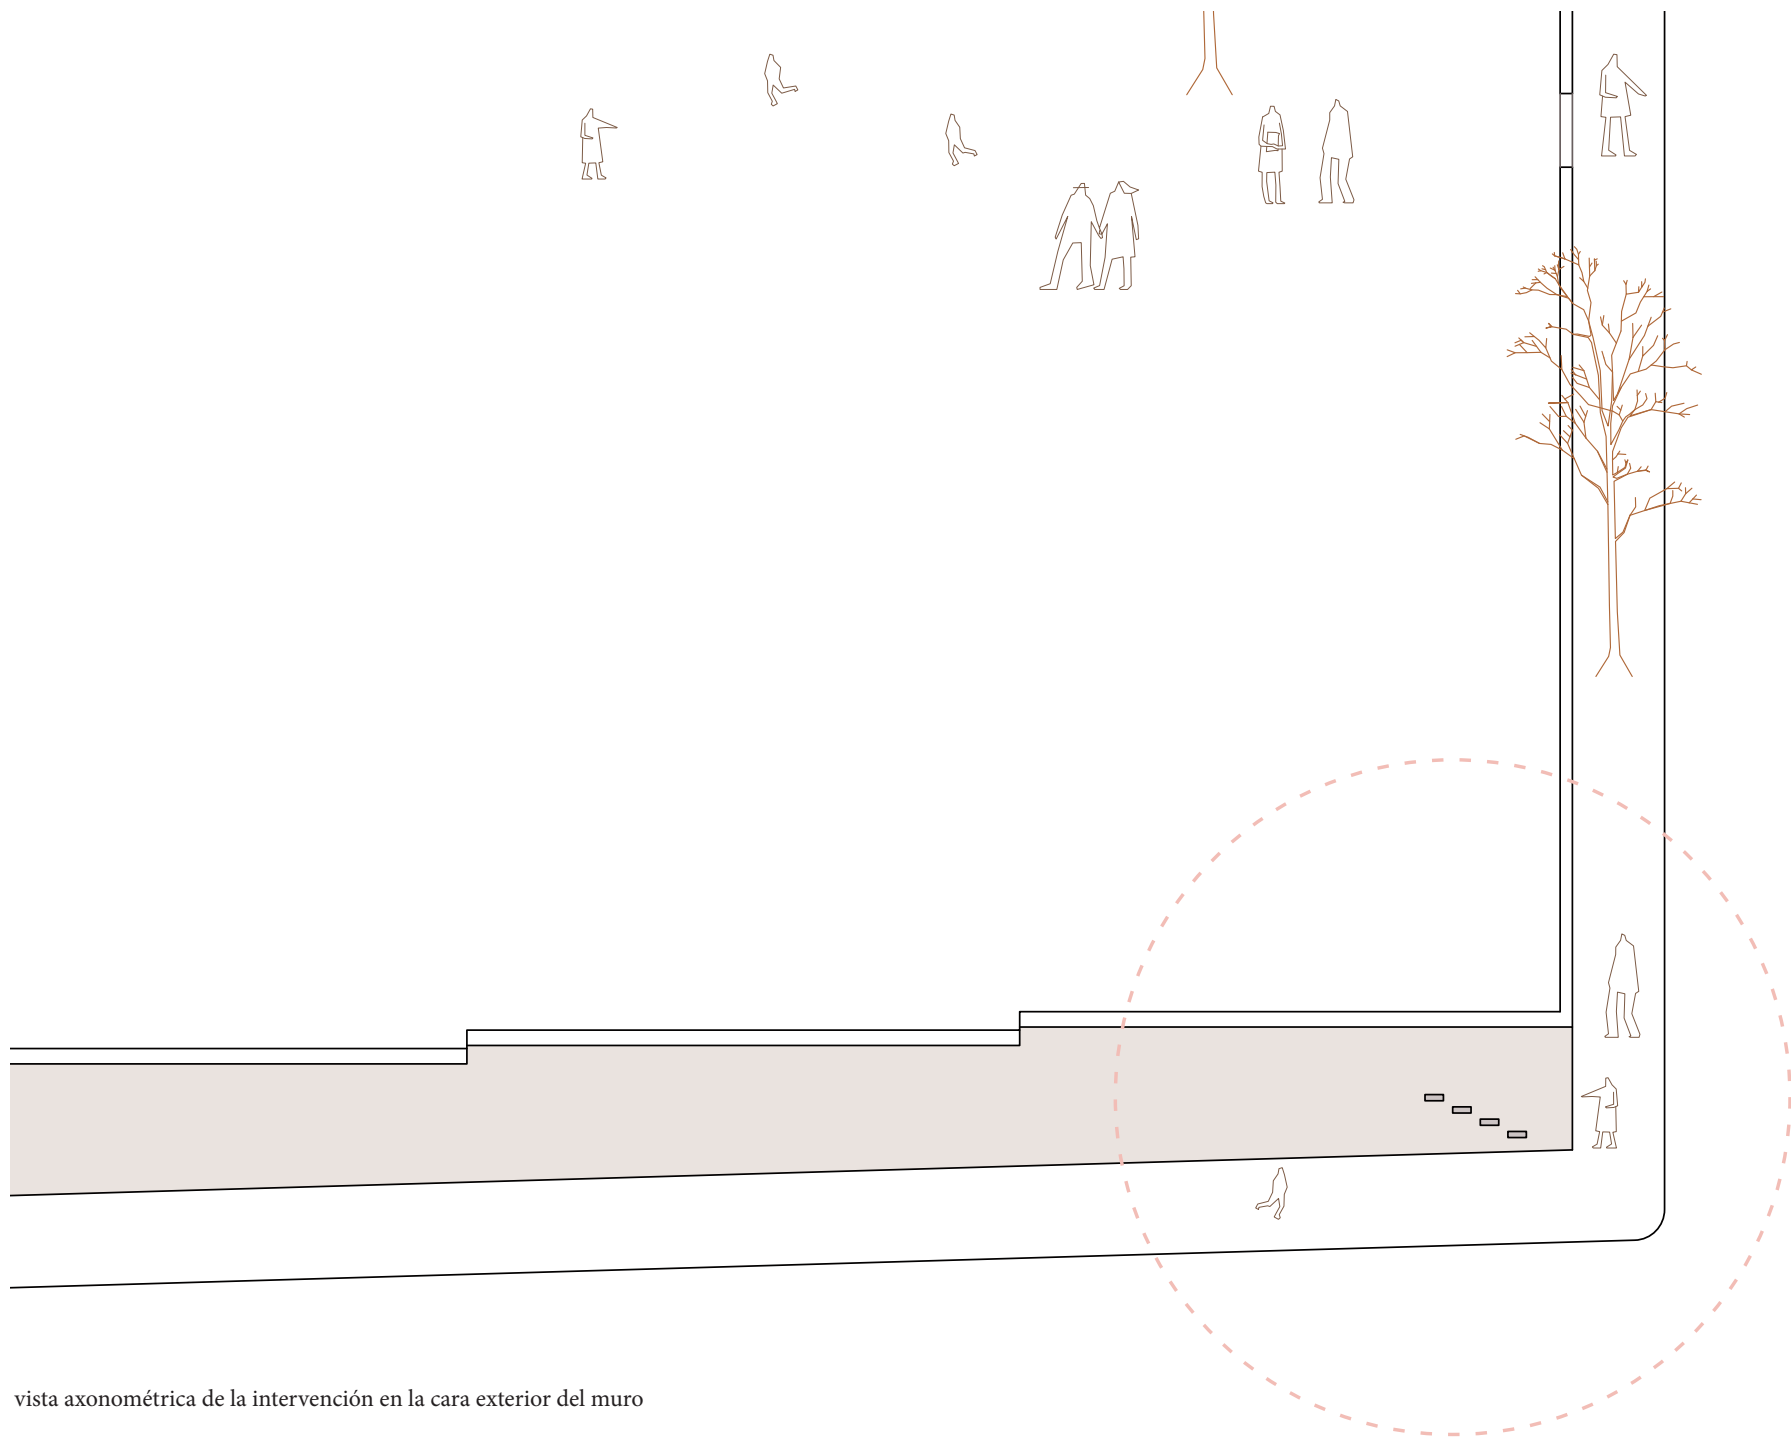 vista axonométrica de la intervención en la cara exterior del muro